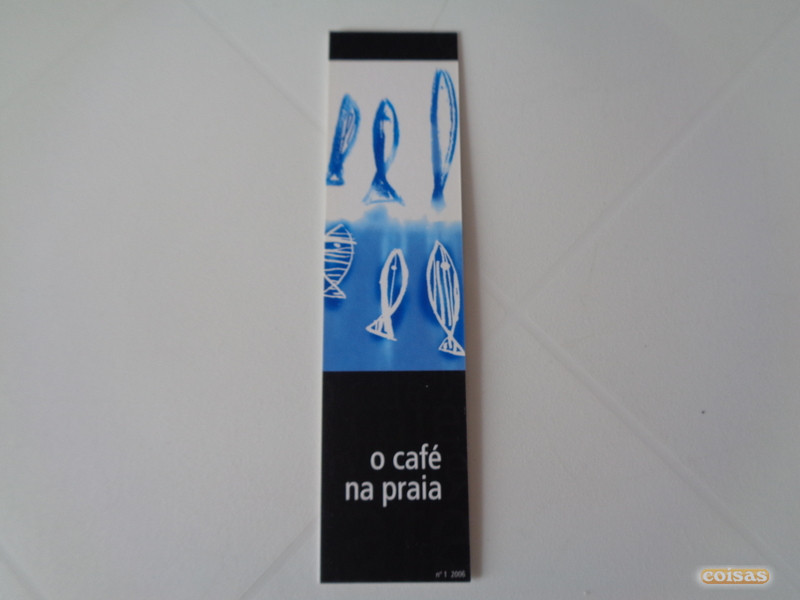 o café
na praia
nº 1 2006
coisas